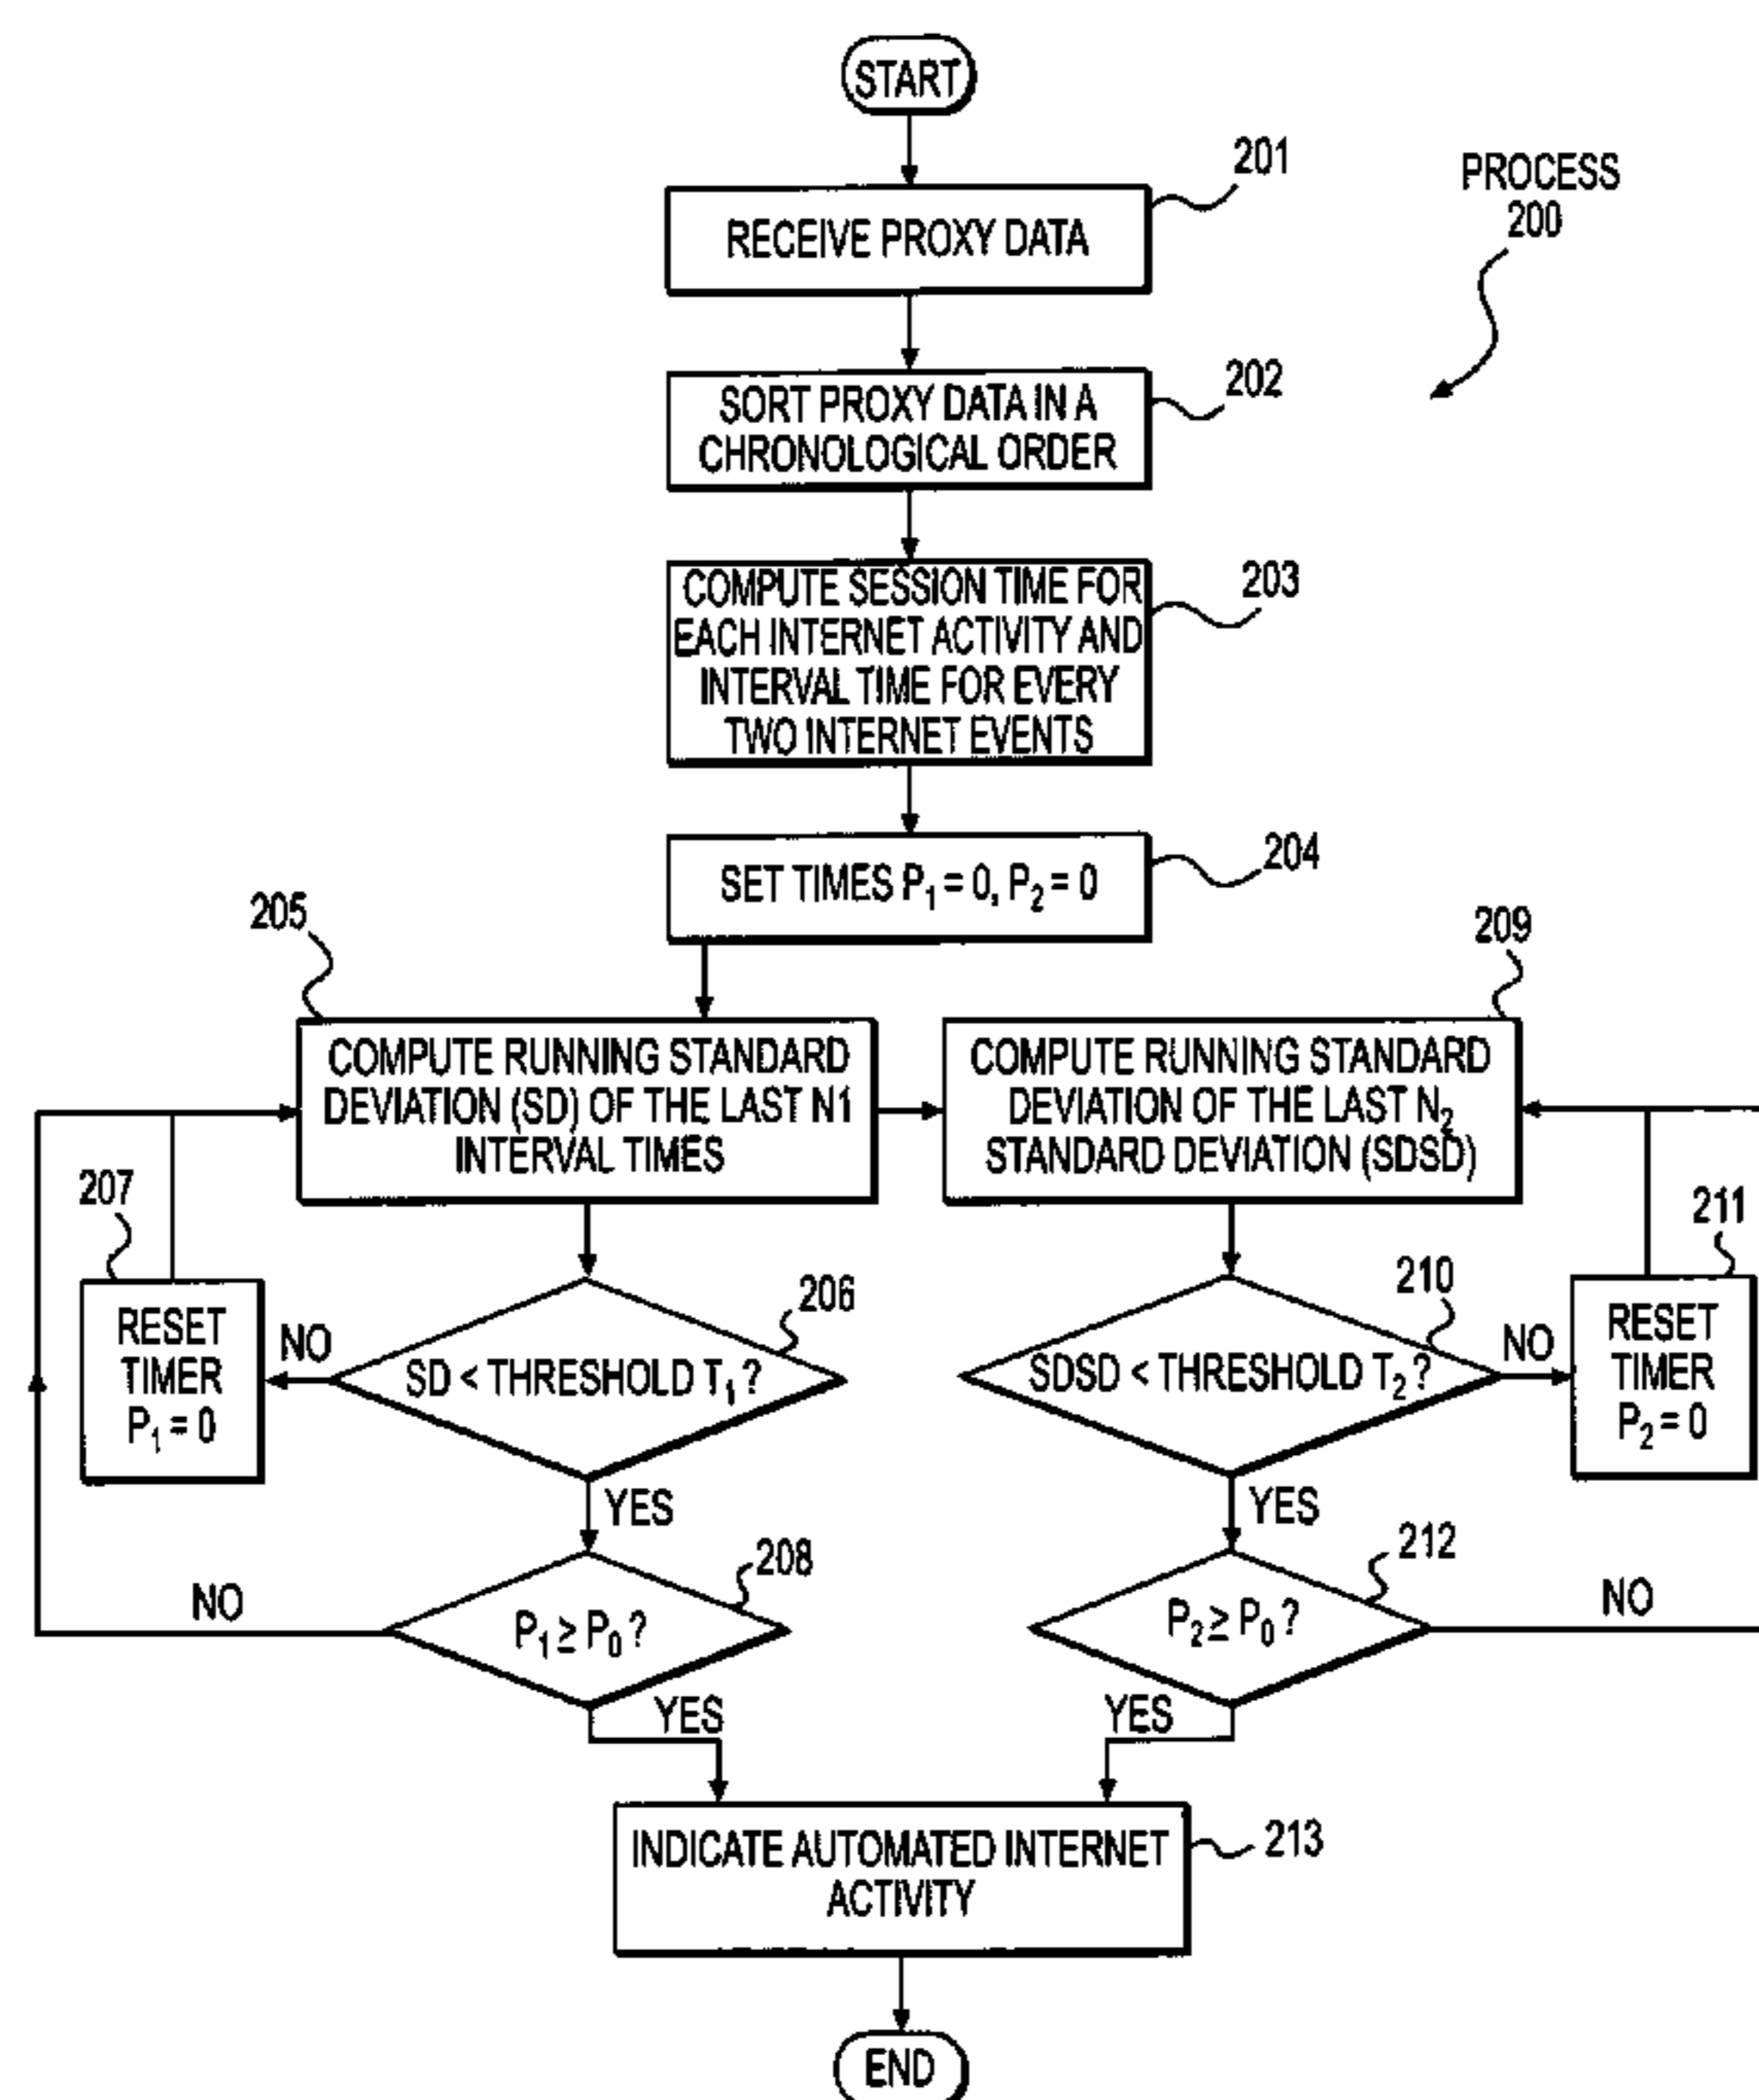 START
201
PROCESS
200
RECEIVE PROXY DATA
202
SORT PROXY DATA IN A
CHRONOLOGICAL ORDER
203
COMPUTE SESSION TIME FOR
EACH INTERNET ACTIVITY AND
INTERVAL TIME FOR EVERY
TWO INTERNET EVENTS
204
SET TIMES P₁ = 0, P₂ = 0
205
209
COMPUTE RUNNING STANDARD
DEVIATION (SD) OF THE LAST N1
INTERVAL TIMES
COMPUTE RUNNING STANDARD
DEVIATION OF THE LAST N₂
STANDARD DEVIATION (SDSD)
207
RESET
TIMER
P₁ = 0
NO
206
SD < THRESHOLD T₁?
YES
210
SDSD < THRESHOLD T₂?
NO
YES
211
RESET
TIMER
P₂ = 0
208
P₁ ≥ P₀?
NO
YES
212
P₂ ≥ P₀?
NO
YES
213
INDICATE AUTOMATED INTERNET
ACTIVITY
END